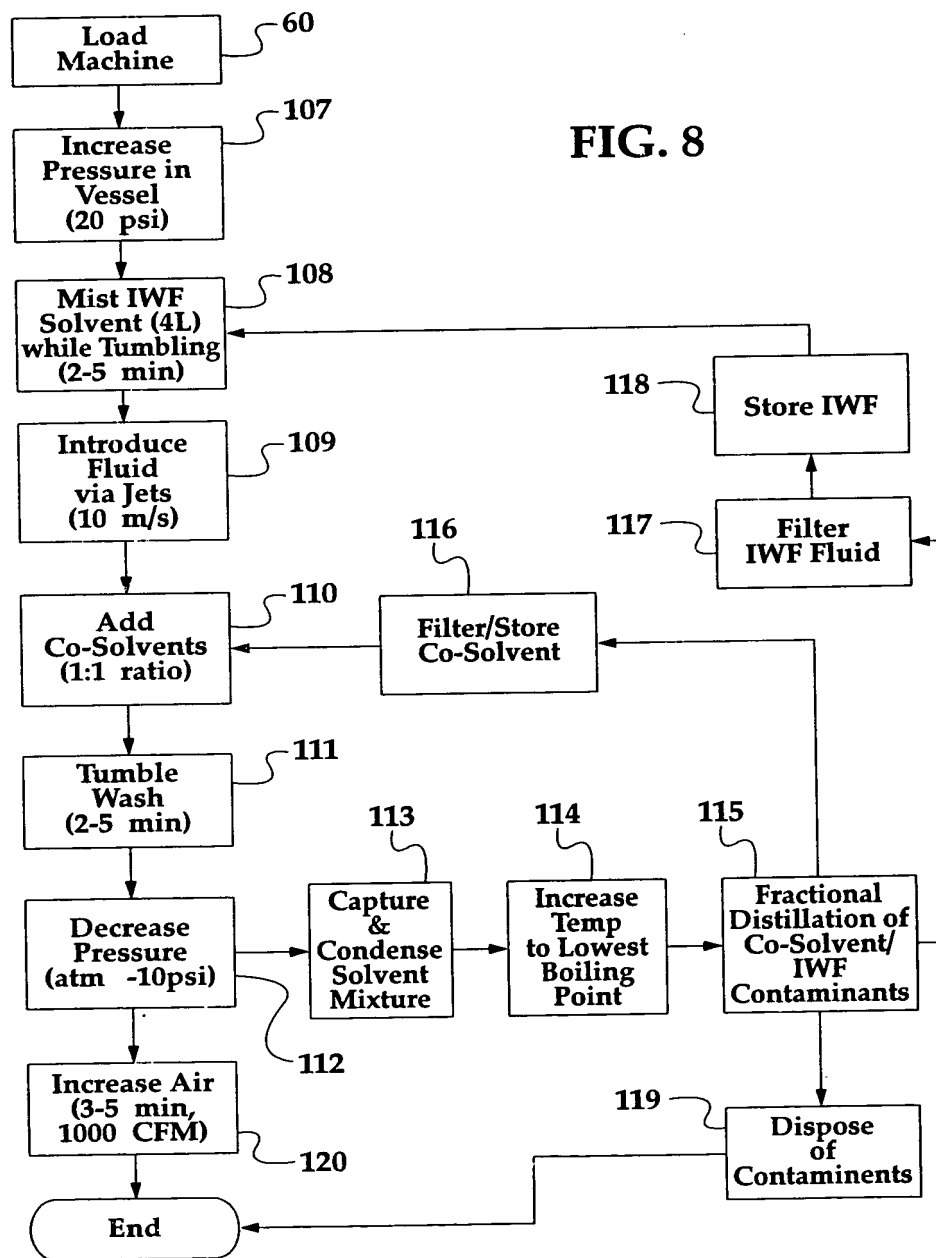 FIG. 8
Load
Machine
60
Increase
Pressure in
Vessel
(20 psi)
107
Mist IWF
Solvent (4L)
while Tumbling
(2-5 min)
108
Introduce
Fluid
via Jets
(10 m/s)
109
Add
Co-Solvents
(1:1 ratio)
110
Tumble
Wash
(2-5 min)
111
Decrease
Pressure
(atm -10psi)
112
Capture
&
Condense
Solvent
Mixture
113
Increase
Temp
to Lowest
Boiling
Point
114
Fractional
Distillation of
Co-Solvent/
IWF
Contaminants
115
Filter/Store
Co-Solvent
116
Filter
IWF Fluid
117
Store IWF
118
Dispose
of
Contaminents
119
Increase Air
(3-5 min,
1000 CFM)
120
End